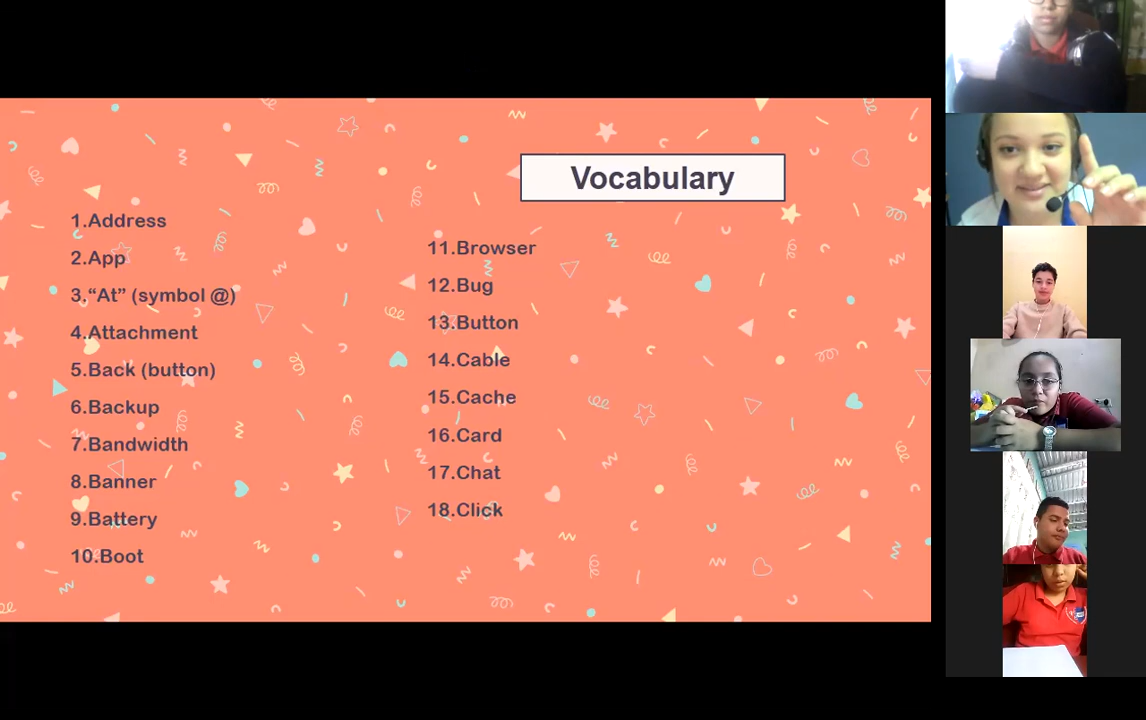 Vocabulary
1.Address
2.App
3.“At” (symbol @)
4.Attachment
5.Back (button)
6.Backup
7.Bandwidth
8.Banner
9.Battery
10.Boot
11.Browser
12.Bug
13.Button
14.Cable
15.Cache
16.Card
17.Chat
18.Click